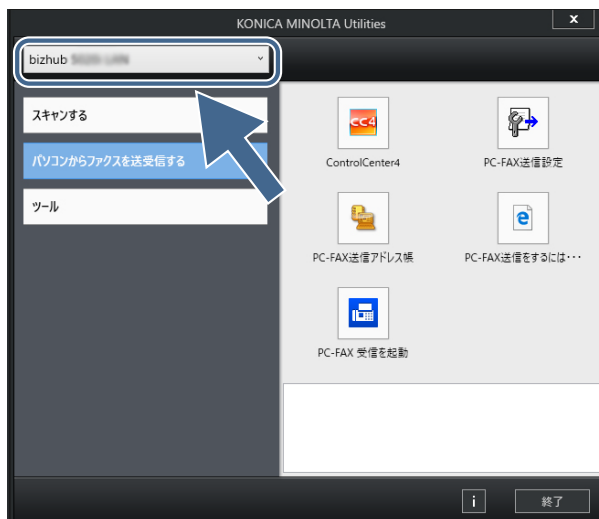 KONICA MINOLTA Utilities
x
bizhub
スキャンする
パソコンからファクスを送受信する
ツール
CC4
ControlCenter4
PC-FAX送信設定
PC-FAX送信アドレス帳
PC-FAX送信をするには・・・
PC-FAX 受信を起動
i
終了